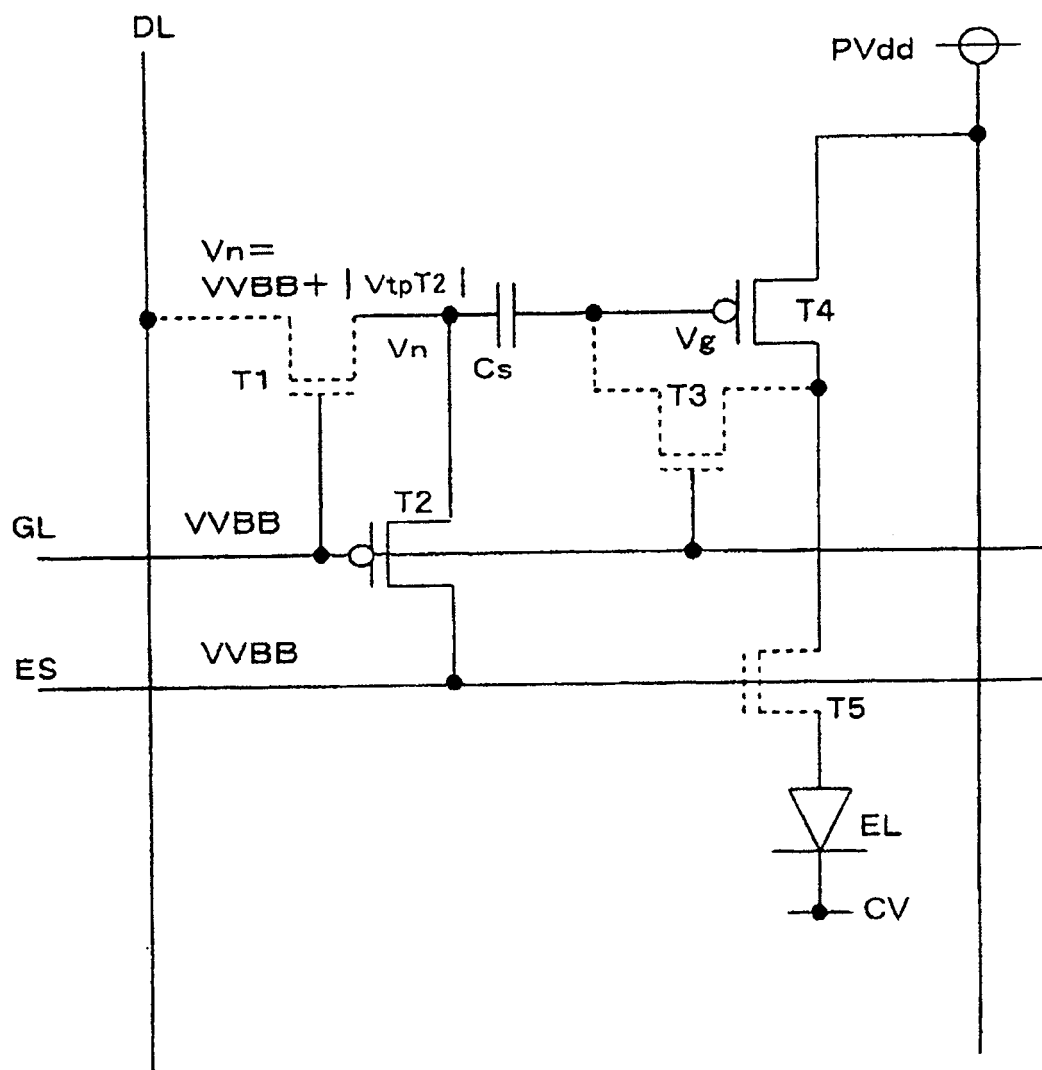 DL
PVdd
Vn=
VVBB+ | VtpT2 |
T4
Vg
Vn
Cs
T1
T3
T2
GL
VVBB
VVBB
ES
T5
EL
CV